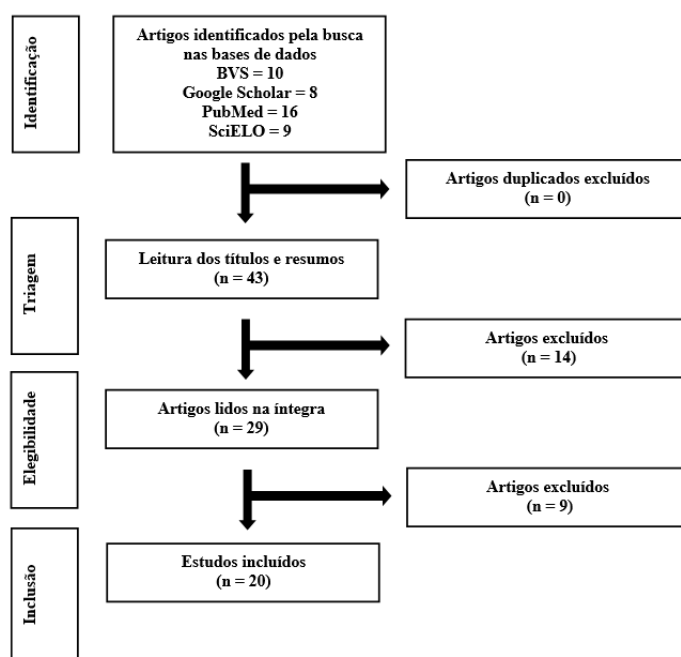 Identificação
Artigos identificados pela busca
nas bases de dados
BVS = 10
Google Scholar = 8
PubMed = 16
SciELO = 9
Artigos duplicados excluídos
(n = 0)
Triagem
Leitura dos títulos e resumos
(n = 43)
Artigos excluídos
(n = 14)
Elegibilidade
Artigos lidos na íntegra
(n = 29)
Artigos excluídos
(n = 9)
Inclusão
Estudos incluídos
(n = 20)